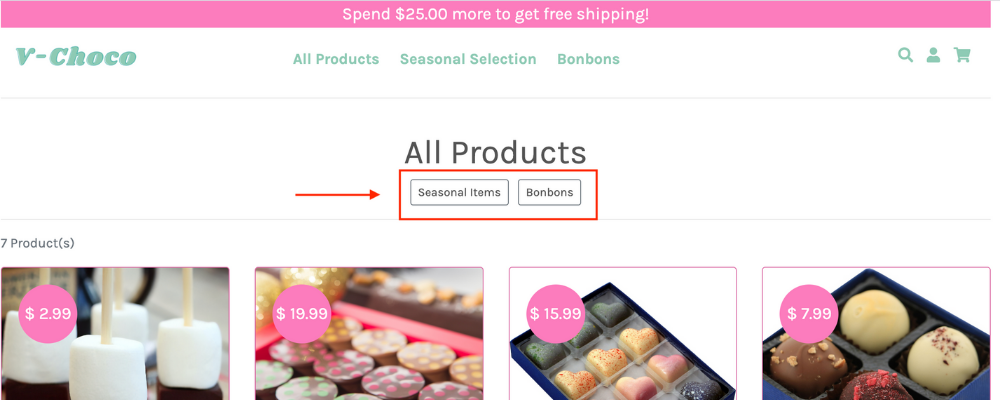 Spend $25.00 more to get free shipping!
V-Choco
All Products Seasonal Selection Bonbons
All Products
Seasonal Items Bonbons
7 Product(s)
$ 2.99 $ 19.99 $ 15.99 $ 7.99